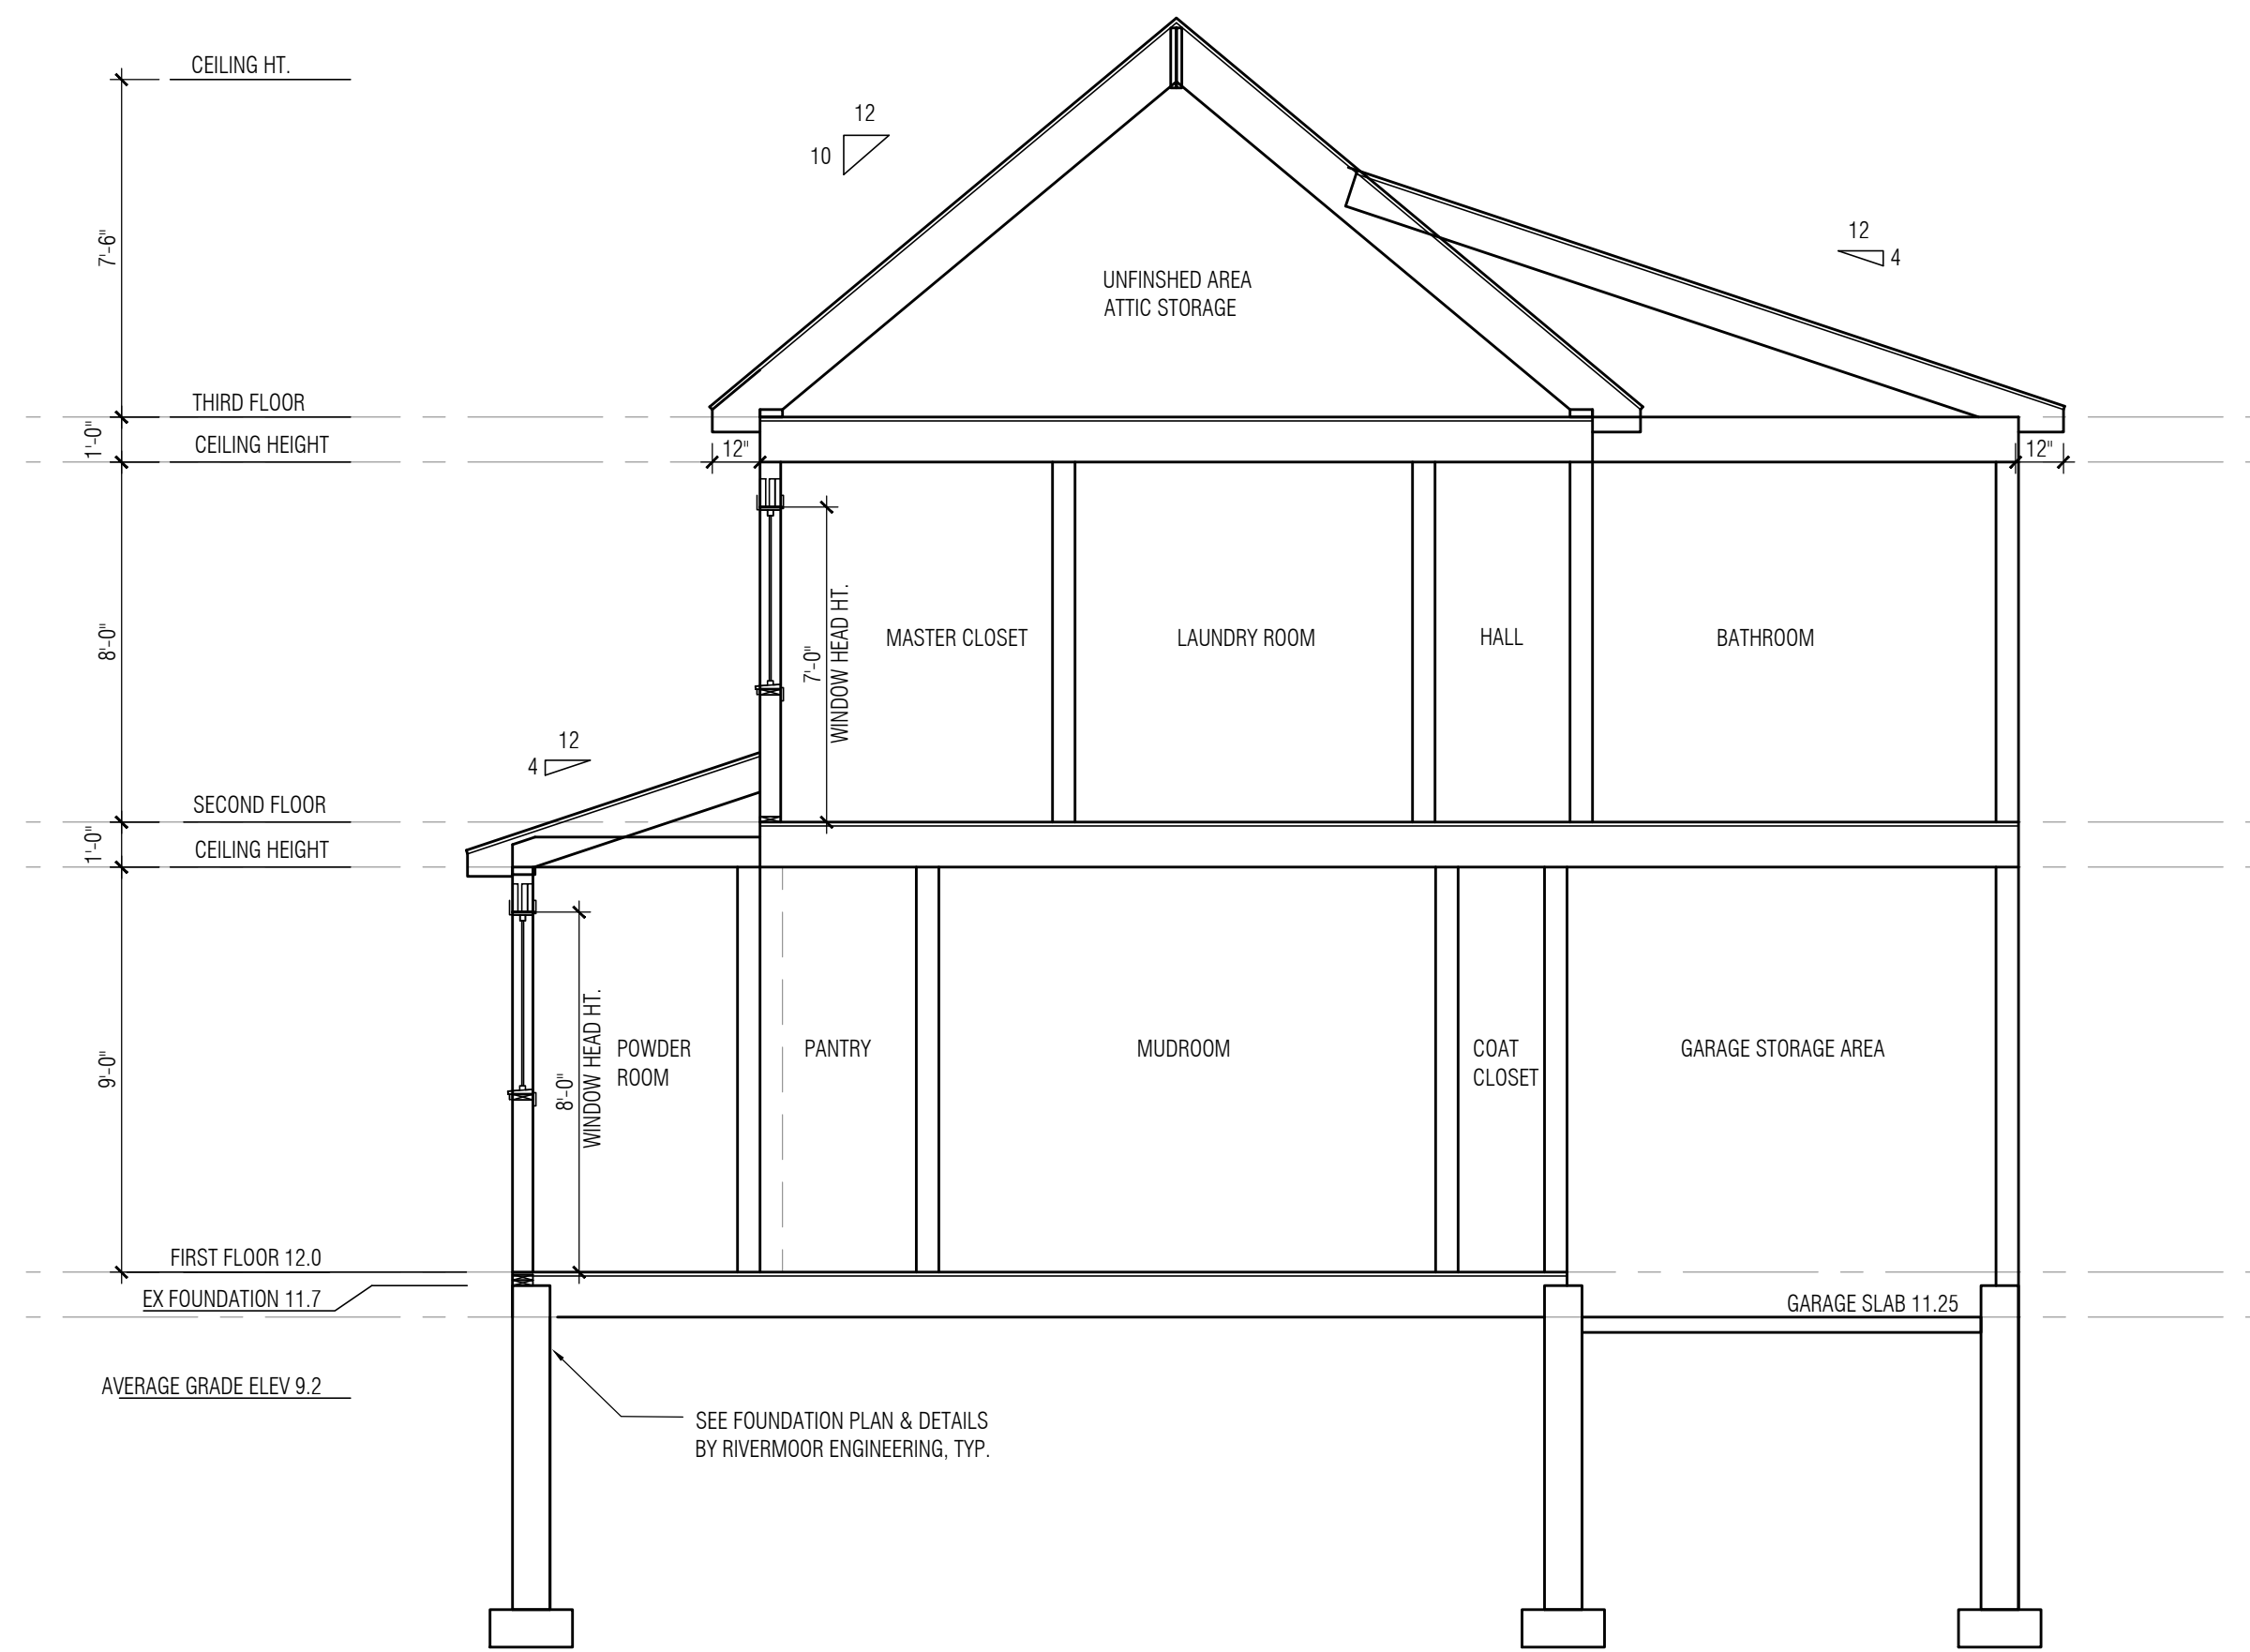 CEILING HT.
12
10
7'-6"
12
4
UNFINSHED AREA
ATTIC STORAGE
THIRD FLOOR
1'-0"
CEILING HEIGHT
12"
12"
8'-0"
7'-0"
WINDOW HEAD HT.
MASTER CLOSET
LAUNDRY ROOM
HALL
BATHROOM
12
4
SECOND FLOOR
1'-0"
CEILING HEIGHT
9'-0"
8'-0"
WINDOW HEAD HT.
POWDER
ROOM
PANTRY
MUDROOM
COAT
CLOSET
GARAGE STORAGE AREA
FIRST FLOOR 12.0
EX FOUNDATION 11.7
GARAGE SLAB 11.25
AVERAGE GRADE ELEV 9.2
SEE FOUNDATION PLAN & DETAILS
BY RIVERMOOR ENGINEERING, TYP.